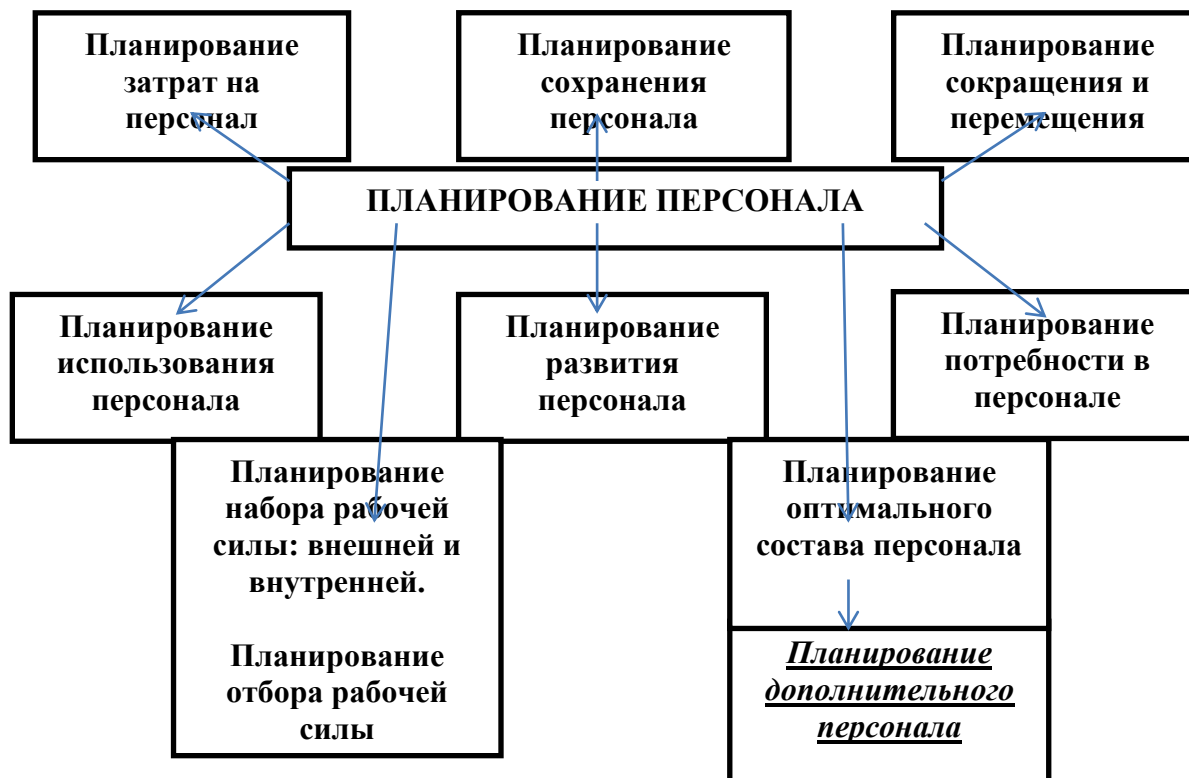 Планирование
затрат на
персонал
Планирование
сохранения
персонала
Планирование
сокращения и
перемещения
ПЛАНИРОВАНИЕ ПЕРСОНАЛА
Планирование
использования
персонала
Планирование
развития
персонала
Планирование
потребности в
персонале
Планирование
набора рабочей
силы: внешней и
внутренней.
Планирование
отбора рабочей
силы
Планирование
оптимального
состава персонала
Планирование
дополнительного
персонала